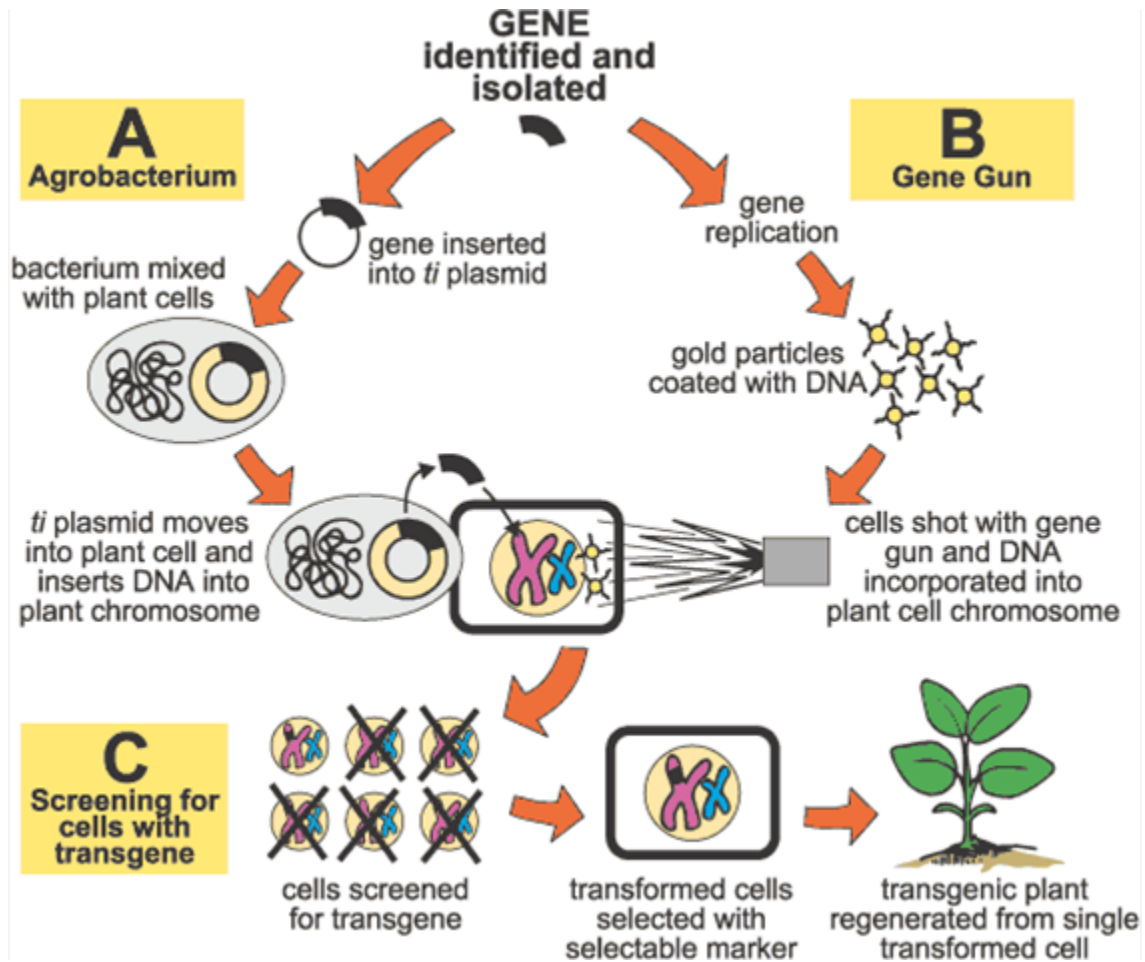 GENE
identified and
isolated
A
Agrobacterium
B
Gene Gun
gene inserted
into ti plasmid
gene
replication
bacterium mixed
with plant cells
gold particles
coated with DNA
ti plasmid moves
into plant cell and
inserts DNA into
plant chromosome
cells shot with gene
gun and DNA
incorporated into
plant cell chromosome
C
Screening for
cells with
transgene
cells screened
for transgene
transformed cells
selected with
selectable marker
transgenic plant
regenerated from single
transformed cell